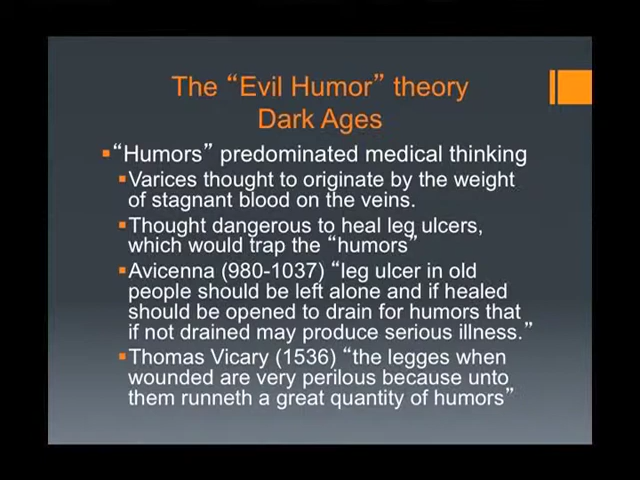 The “Evil Humor” theory
Dark Ages
“Humors” predominated medical thinking
Varices thought to originate by the weight
of stagnant blood on the veins.
Thought dangerous to heal leg ulcers,
which would trap the “humors”
Avicenna (980-1037) “leg ulcer in old
people should be left alone and if healed
should be opened to drain for humors that
if not drained may produce serious illness.”
Thomas Vicary (1536) “the legges when
wounded are very perilous because unto
them runneth a great quantity of humors”